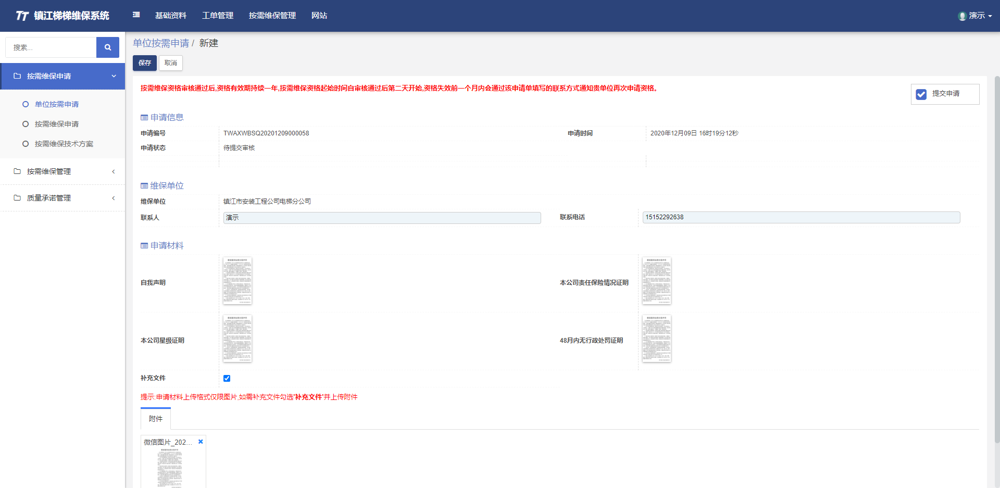 TT 镇江梯梯维保系统
基础资料
工单管理
按需维保管理
网站
演示
搜索...
按需维保申请
单位按需申请
按需维保申请
按需维保技术方案
按需维保管理
质量承诺管理
单位按需申请 / 新建
保存
取消
按需维保资格审核通过后,资格有效期持续一年,按需维保资格起始时间自审核通过后第二天开始,资格失效前一个月内会通过该申请单填写的联系方式通知贵单位再次申请资格。
提交申请
申请信息
申请编号 TWAXWBSQ20201209000058
申请时间 2020年12月09日 16时19分12秒
申请状态 待提交审核
维保单位
维保单位 镇江市安装工程公司电梯分公司
联系人 演示
联系电话 15152292638
申请材料
自我声明
本公司责任保险情况证明
本公司星级证明
48月内无行政处罚证明
补充文件
提示:申请材料上传格式仅限图片,如需补充文件勾选'补充文件'并上传附件
附件
微信图片_202...